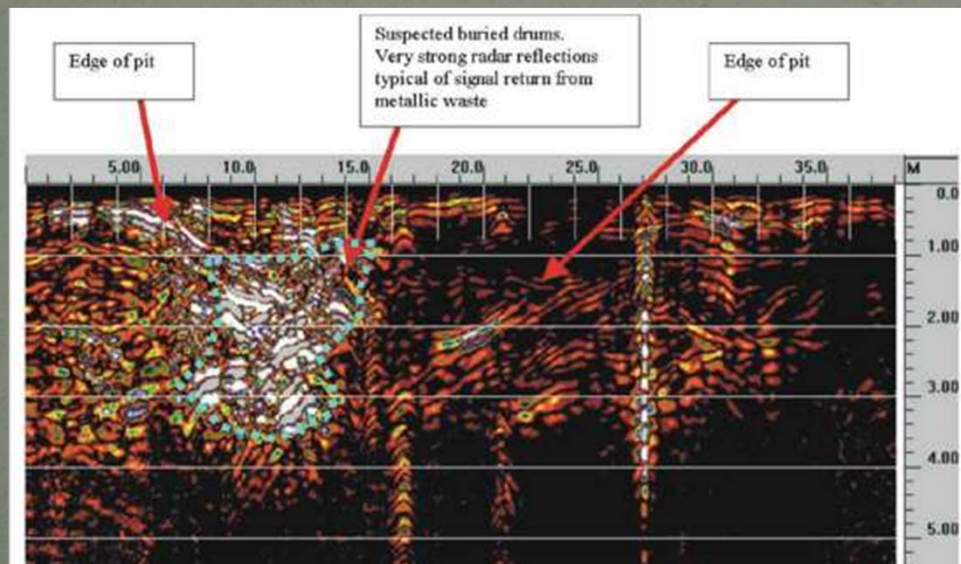 Edge of pit
Suspected buried drums.
Very strong radar reflections
typical of signal return from
metallic waste
Edge of pit
5.00 10.0 15.0 20.0 25.0 30.0 35.0 M
0.0
1.00
2.00
3.00
4.00
5.00